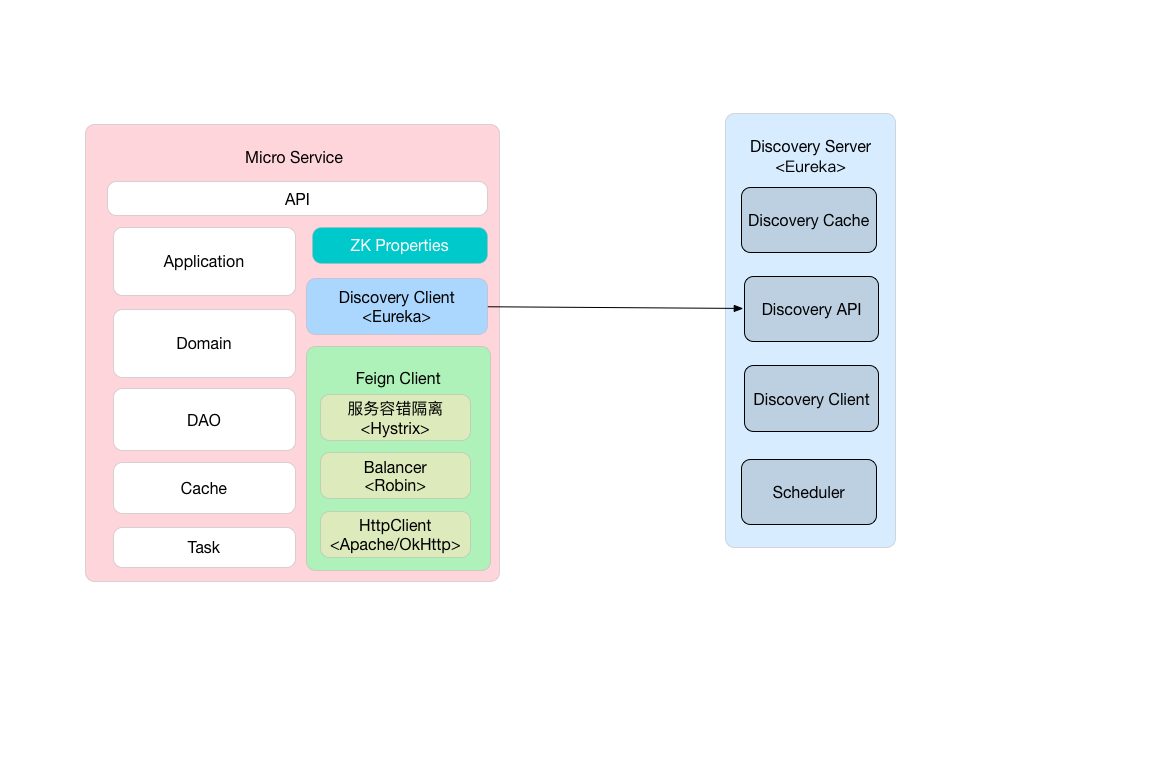 Micro Service
API
Application
Domain
DAO
Cache
Task
ZK Properties
Discovery Client
<Eureka>
Feign Client
服务容错隔离
<Hystrix>
Balancer
<Robin>
HttpClient
<Apache/OkHttp>
Discovery Server
<Eureka>
Discovery Cache
Discovery API
Discovery Client
Scheduler